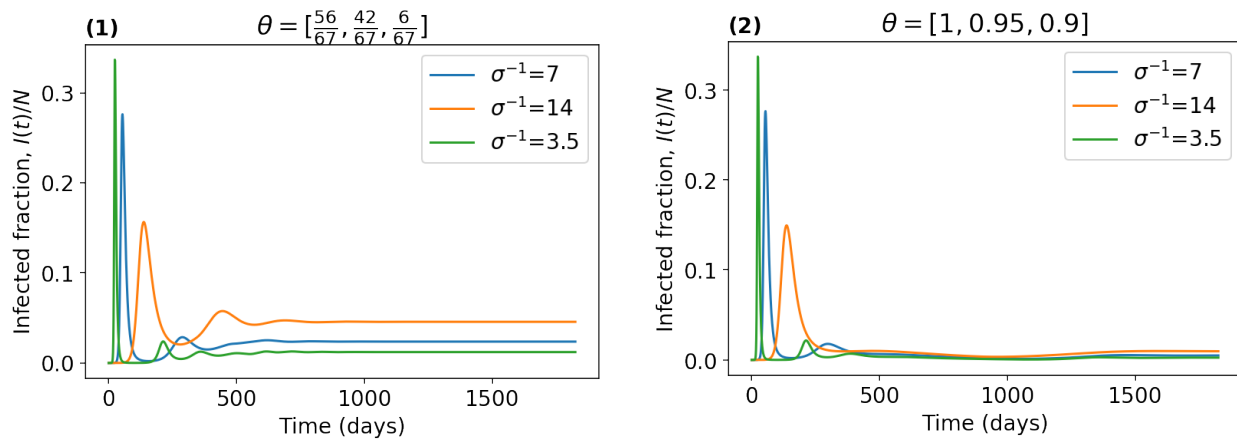 (1) θ = [56/67, 42/67, 6/67]
Infected fraction, I(t)/N
0.3
0.2
0.1
0.0
σ⁻¹=7
σ⁻¹=14
σ⁻¹=3.5
0 500 1000 1500
Time (days)
(2) θ = [1, 0.95, 0.9]
Infected fraction, I(t)/N
0.3
0.2
0.1
0.0
σ⁻¹=7
σ⁻¹=14
σ⁻¹=3.5
0 500 1000 1500
Time (days)